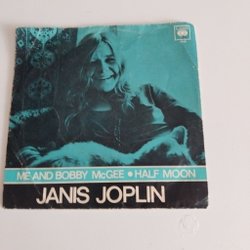 ME AND BOBBY McGEE • HALF MOON
JANIS JOPLIN